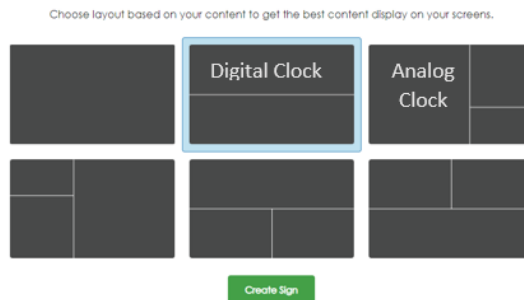 Choose layout based on your content to get the best content display on your screens.
Digital Clock
Analog
Clock
Create Sign